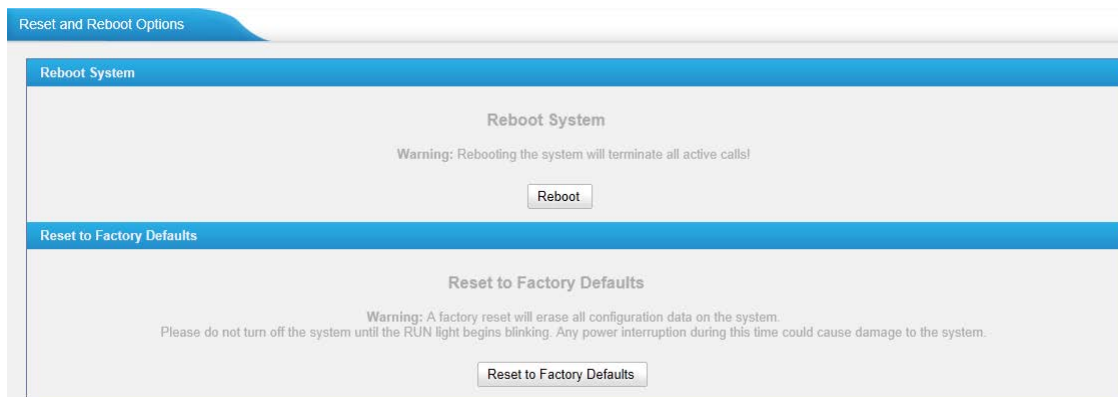 Reset and Reboot Options
Reboot System
Reboot System
Warning: Rebooting the system will terminate all active calls!
Reboot
Reset to Factory Defaults
Reset to Factory Defaults
Warning: A factory reset will erase all configuration data on the system.
Please do not turn off the system until the RUN light begins blinking. Any power interruption during this time could cause damage to the system.
Reset to Factory Defaults